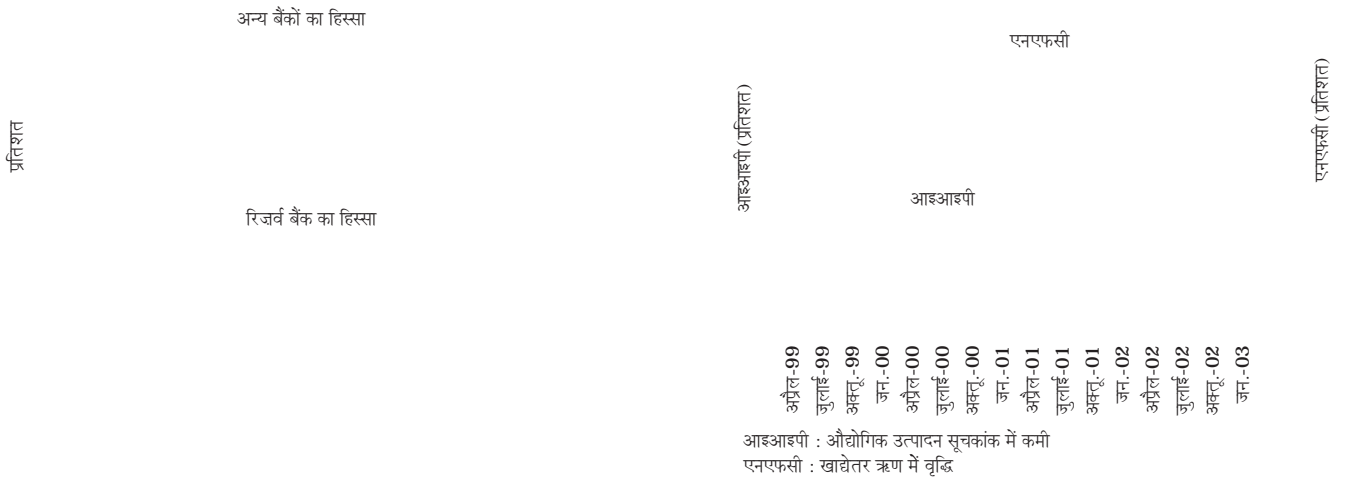 अन्य बैंकों का हिस्सा
प्रतिशत
रिज़र्व बैंक का हिस्सा
एनएफसी
आइआइपी (प्रतिशत)
एनएफसी (प्रतिशत)
आइआइपी
अप्रैल-99
जुलाई-99
अक्तू.-99
जन.-00
अप्रैल-00
जुलाई-00
अक्तू.-00
जन.-01
अप्रैल-01
जुलाई-01
अक्तू.-01
जन.-02
अप्रैल-02
जुलाई-02
अक्तू.-02
जन.-03
आइआइपी : औद्योगिक उत्पादन सूचकांक में कमी
एनएफसी : खाद्येतर ऋण में वृद्धि